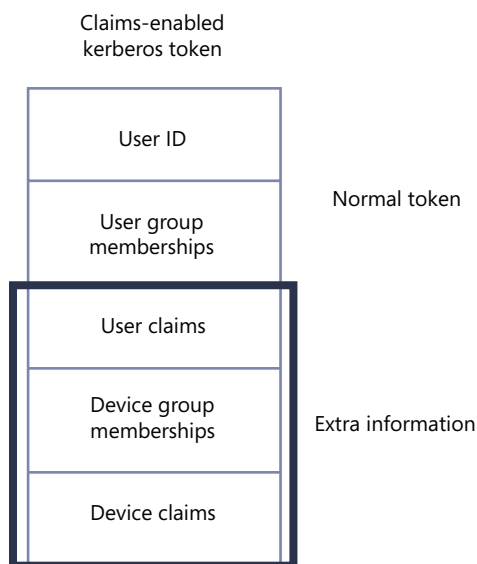 Claims-enabled
kerberos token
User ID
User group
memberships
Normal token
User claims
Device group
memberships
Extra information
Device claims